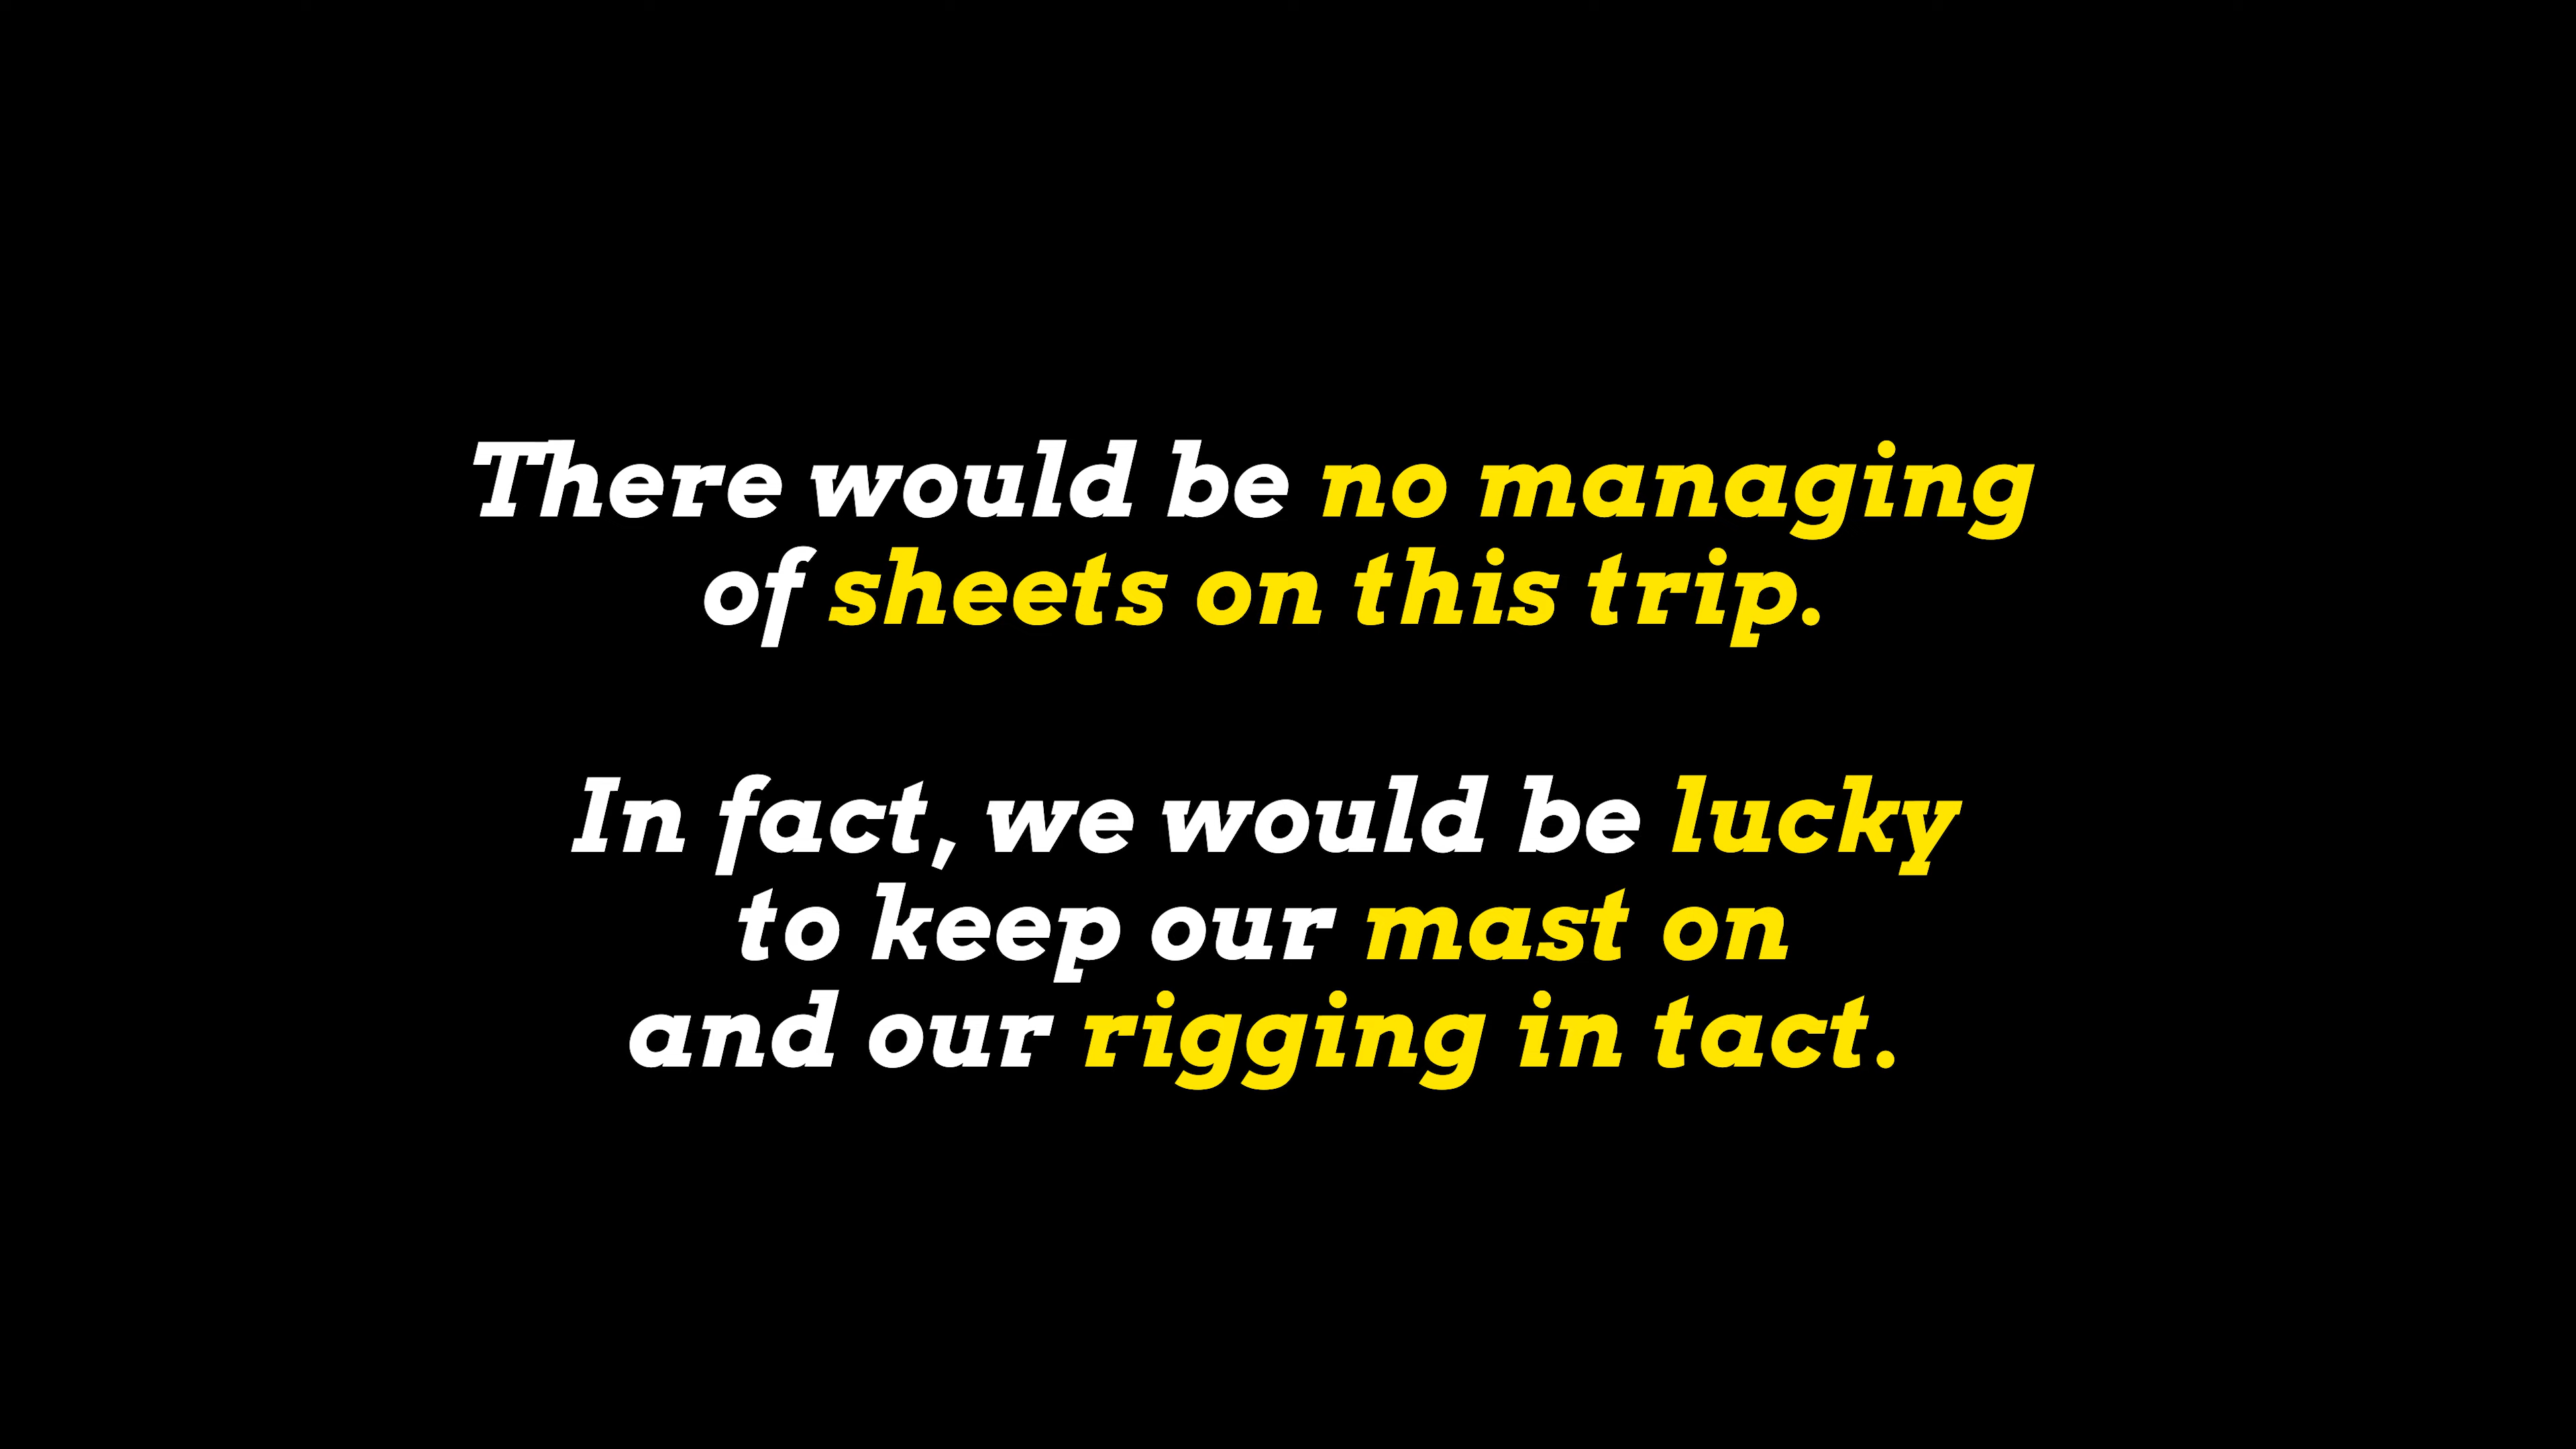 There would be no managing
of sheets on this trip.
In fact, we would be lucky
to keep our mast on
and our rigging in tact.